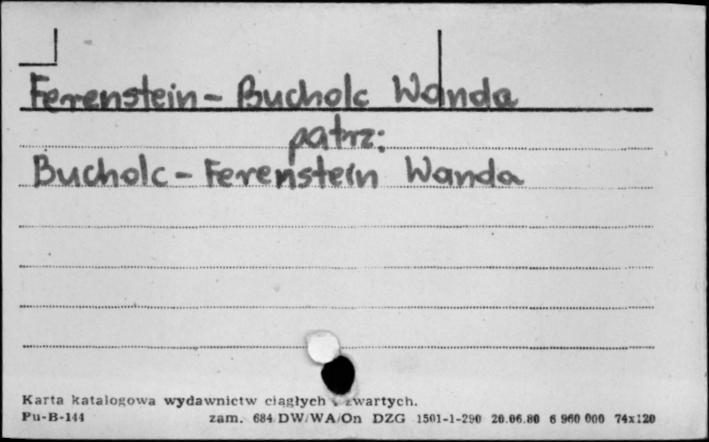 Ferenstein - Bucholc Wanda
patrz:
Bucholc - Ferenstein Wanda
Karta katalogowa wydawnictw ciągłych zwartych.
Pu-B-144 zam. 684 DW/WA/On DZG 1501-1-290 20.06.80 6 960 000 74x120